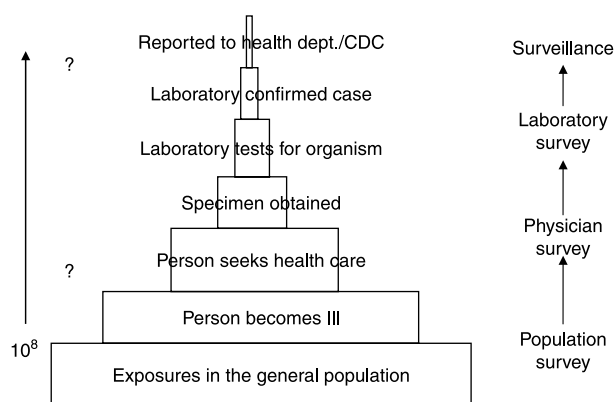 Reported to health dept./CDC
Surveillance
?
Laboratory confirmed case
Laboratory
survey
Laboratory tests for organism
Specimen obtained
Physician
survey
Person seeks health care
?
Person becomes Ill
10⁸
Population
survey
Exposures in the general population